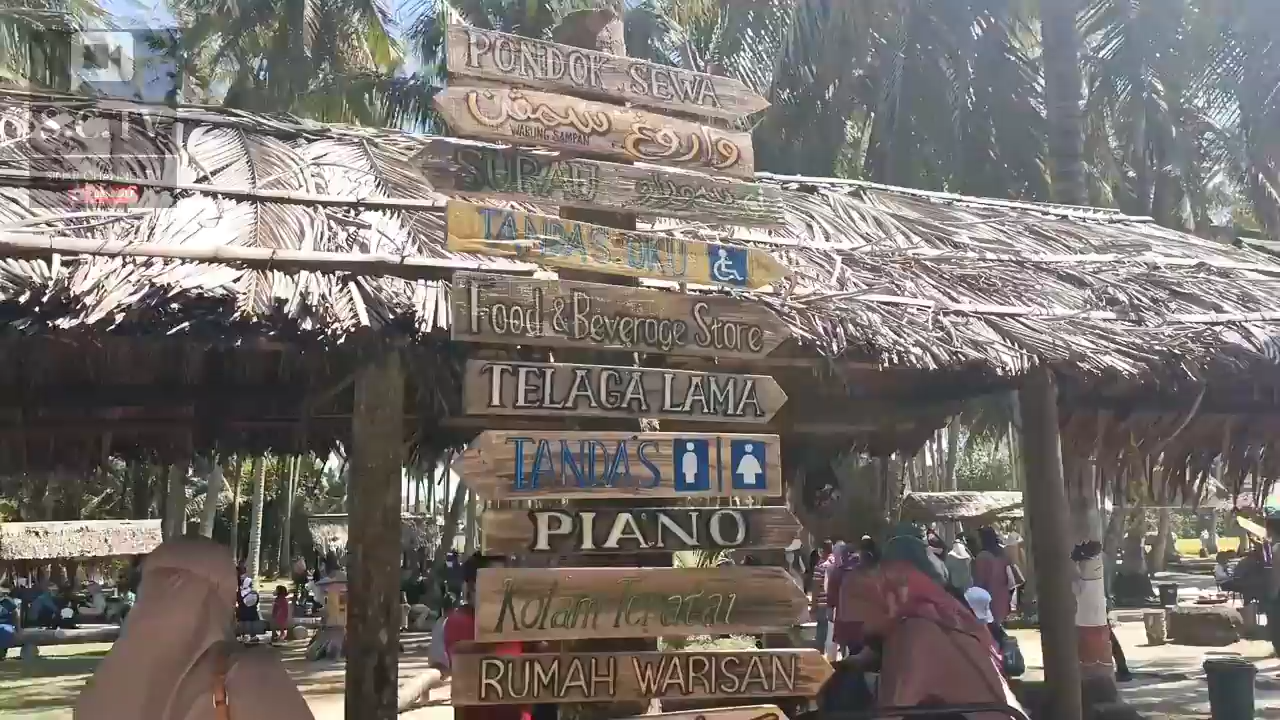 PONDOK SEWA
واروڠ سمڤن
WARUNG SAMPAN
SURAU
TANDAS OKU
Food & Beverage Store
TELAGA LAMA
TANDAS
PIANO
Kolam Teratai
RUMAH WARISAN